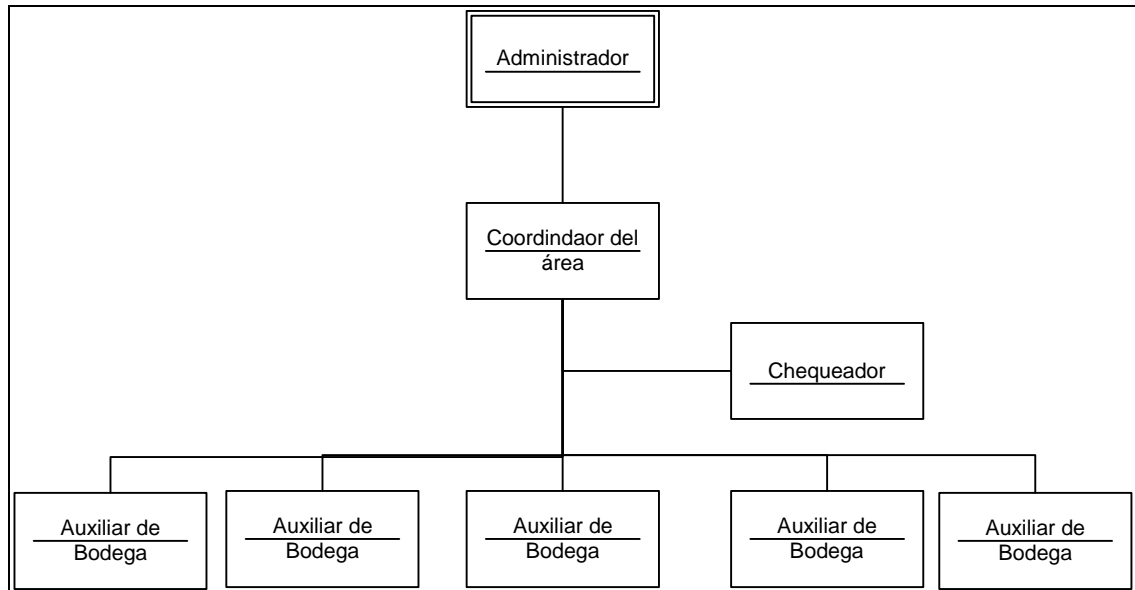 Administrador
Coordindaor del
área
Chequeador
Auxiliar de
Bodega
Auxiliar de
Bodega
Auxiliar de
Bodega
Auxiliar de
Bodega
Auxiliar de
Bodega